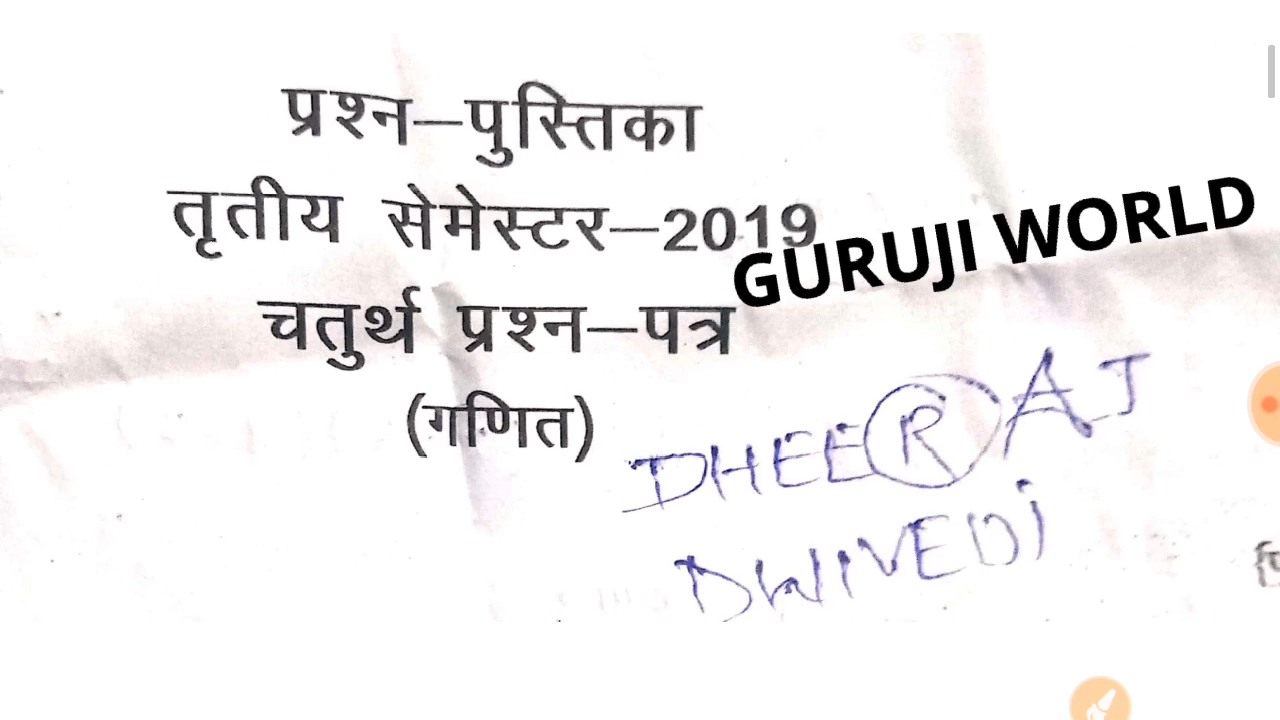 प्रश्न–पुस्तिका
तृतीय सेमेस्टर–2019
GURUJI WORLD
चतुर्थ प्रश्न–पत्र
(गणित)
DHEERAJ
DWIVEDI